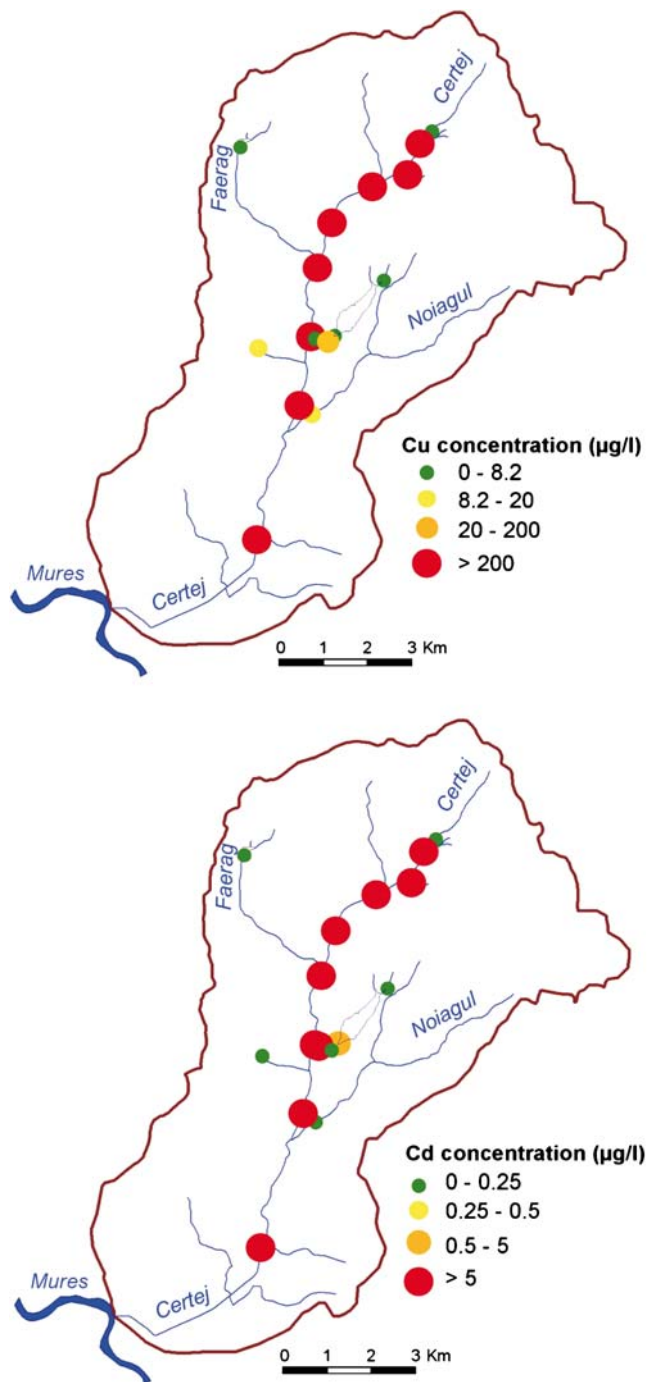 Certej
Faerag
Noiagul
Cu concentration (µg/l)
0 - 8.2
8.2 - 20
20 - 200
> 200
Mures
Certej
0 1 2 3 Km
Certej
Faerag
Noiagul
Cd concentration (µg/l)
0 - 0.25
0.25 - 0.5
0.5 - 5
> 5
Mures
Certej
0 1 2 3 Km